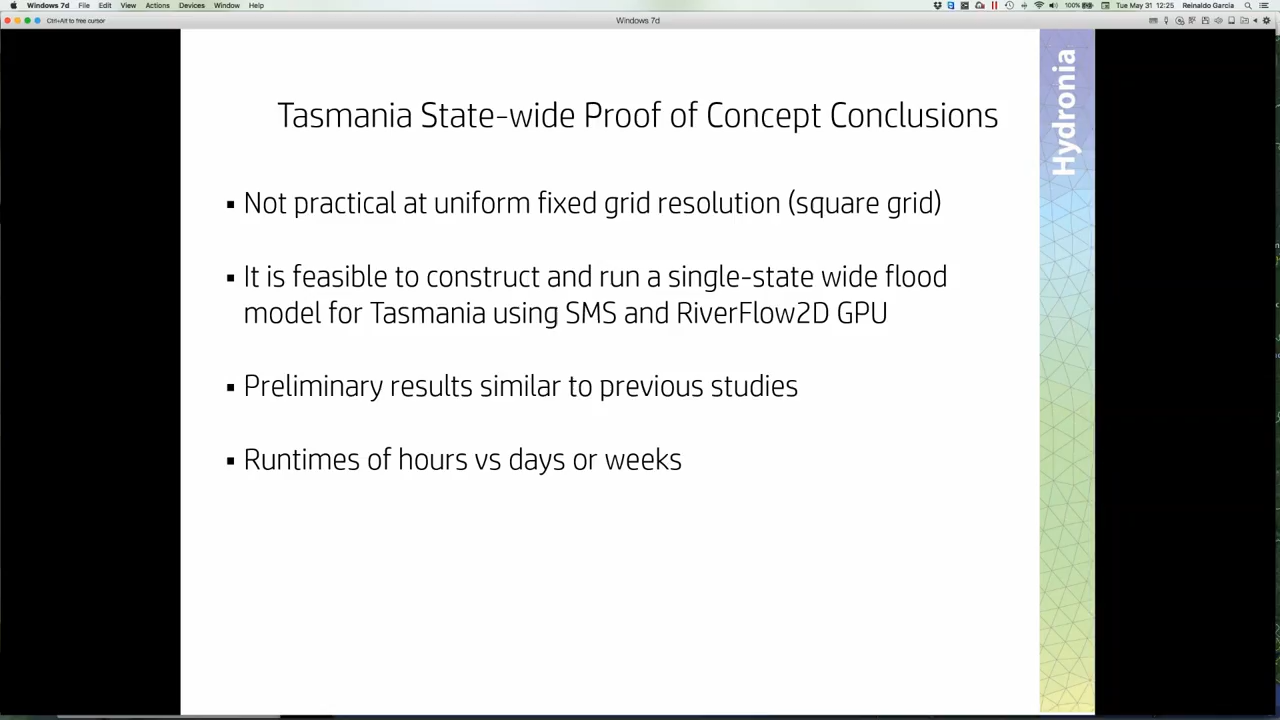 Windows 7d File Edit View Actions Devices Window Help
100% Tue May 31 12:25 Reinaldo Garcia
Ctrl+Alt to free cursor
Windows 7d
Tasmania State-wide Proof of Concept Conclusions
▪ Not practical at uniform fixed grid resolution (square grid)
▪ It is feasible to construct and run a single-state wide flood
model for Tasmania using SMS and RiverFlow2D GPU
▪ Preliminary results similar to previous studies
▪ Runtimes of hours vs days or weeks
Hydronia